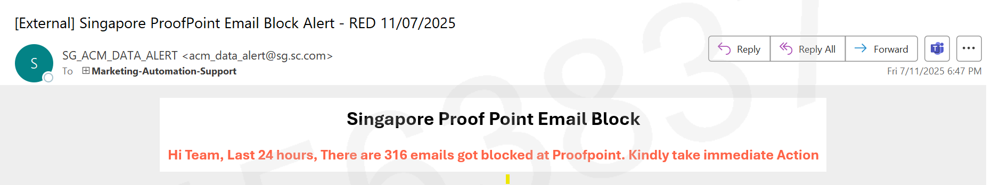 [External] Singapore ProofPoint Email Block Alert - RED 11/07/2025
S
SG_ACM_DATA_ALERT <acm_data_alert@sg.sc.com>
To Marketing-Automation-Support
Reply
Reply All
Forward
Fri 7/11/2025 6:47 PM
Singapore Proof Point Email Block
Hi Team, Last 24 hours, There are 316 emails got blocked at Proofpoint. Kindly take immediate Action